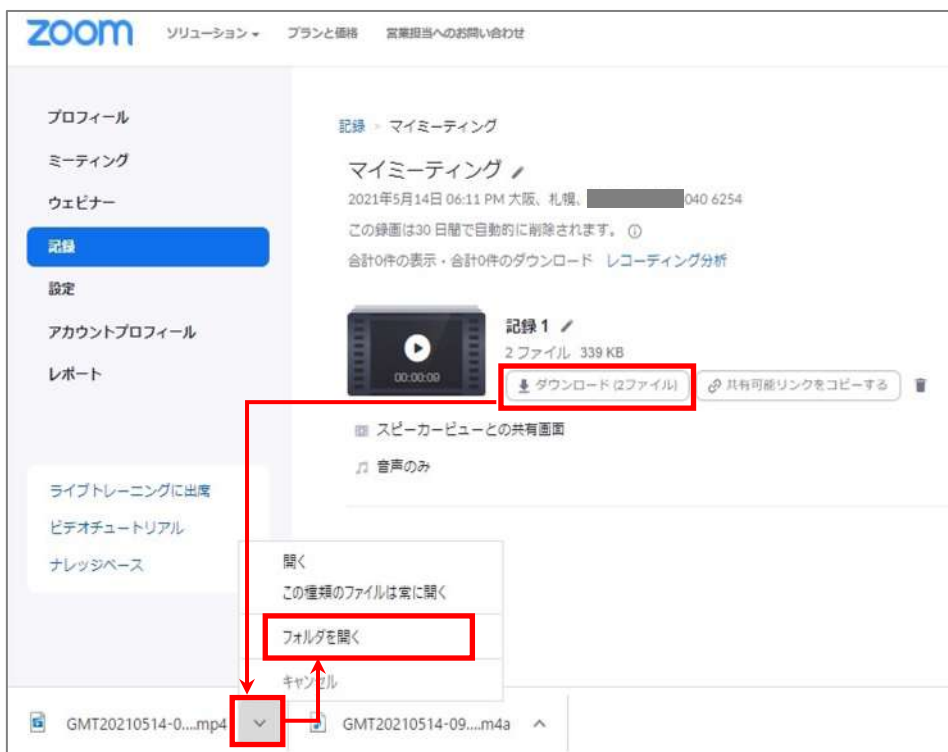 zoom ソリューション プランと価格 営業担当へのお問い合わせ
プロフィール
ミーティング
ウェビナー
記録
設定
アカウントプロフィール
レポート
ライブトレーニングに出席
ビデオチュートリアル
ナレッジベース
記録 > マイミーティング
マイミーティング
2021年5月14日 06:11 PM 大阪、札幌、 040 6254
この録画は30 日間で自動的に削除されます。
合計0件の表示・合計0件のダウンロード レコーディング分析
00:00:09
記録 1
2 ファイル 339 KB
ダウンロード (2ファイル) 共有可能リンクをコピーする
スピーカービューとの共有画面
音声のみ
開く
この種類のファイルは常に開く
フォルダを開く
キャンセル
GMT20210514-0....mp4 GMT20210514-09....m4a